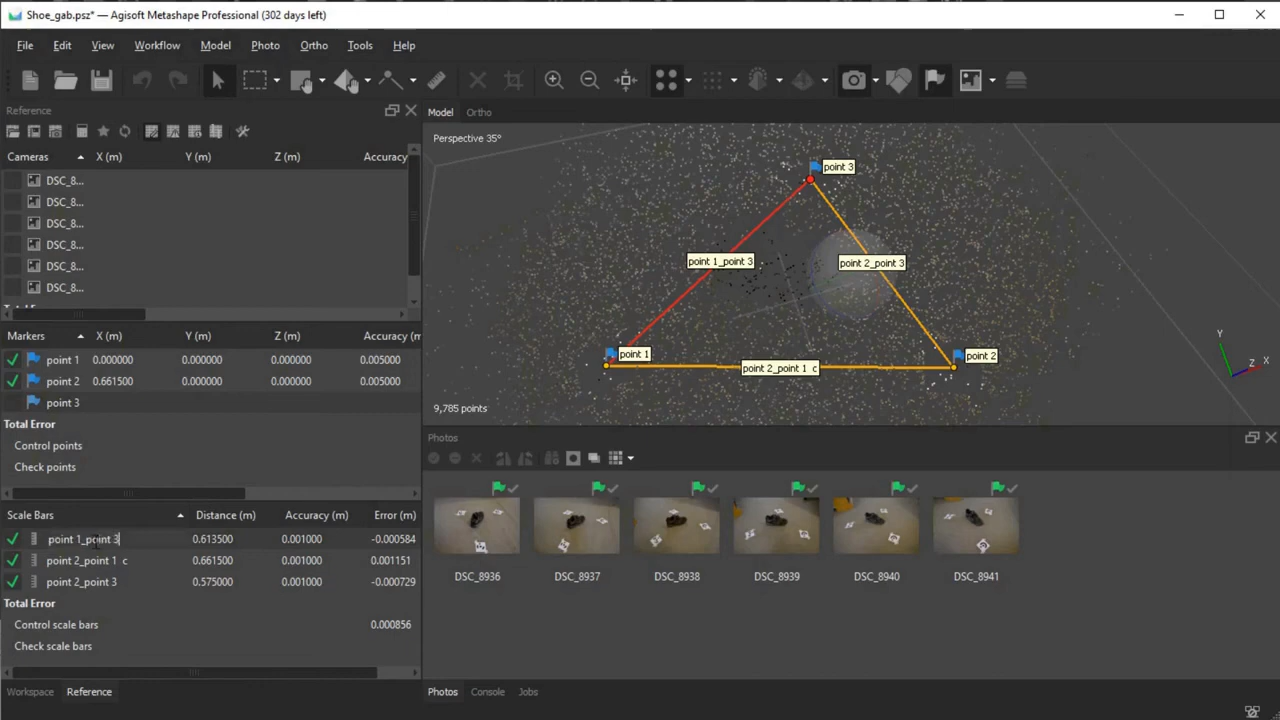 Shoe_gab.psz* — Agisoft Metashape Professional (302 days left)
File Edit View Workflow Model Photo Ortho Tools Help
Reference
Cameras X (m) Y (m) Z (m) Accuracy
DSC_8...
DSC_8...
DSC_8...
DSC_8...
DSC_8...
DSC_8...
Markers X (m) Y (m) Z (m) Accuracy (m)
point 1 0.000000 0.000000 0.000000 0.005000
point 2 0.661500 0.000000 0.000000 0.005000
point 3
Total Error
Control points
Check points
Scale Bars Distance (m) Accuracy (m) Error (m)
point 1_point 3 0.613500 0.001000 -0.000584
point 2_point 1 c 0.661500 0.001000 0.001151
point 2_point 3 0.575000 0.001000 -0.000729
Total Error
Control scale bars 0.000856
Check scale bars
Workspace Reference
Model Ortho
Perspective 35°
point 3
point 1_point 3
point 2_point 3
point 1
point 2
point 2_point 1 c
9,785 points
Y
Z
X
Photos
DSC_8936 DSC_8937 DSC_8938 DSC_8939 DSC_8940 DSC_8941
Photos Console Jobs